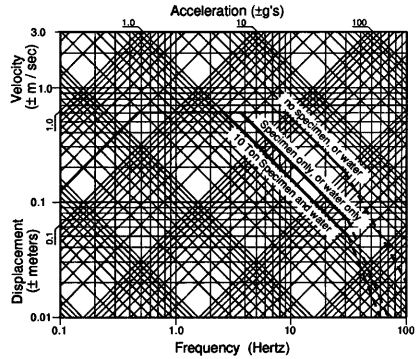 Acceleration (±g's)
1.0
10
100
3.0
1.0
1.0
0.1
0.1
0.01
Velocity
(± m / sec)
Displacement
(± meters)
no specimen, or water
Specimen only, or water only
10 Ton Specimen and water
0.1
1.0
10
100
Frequency (Hertz)